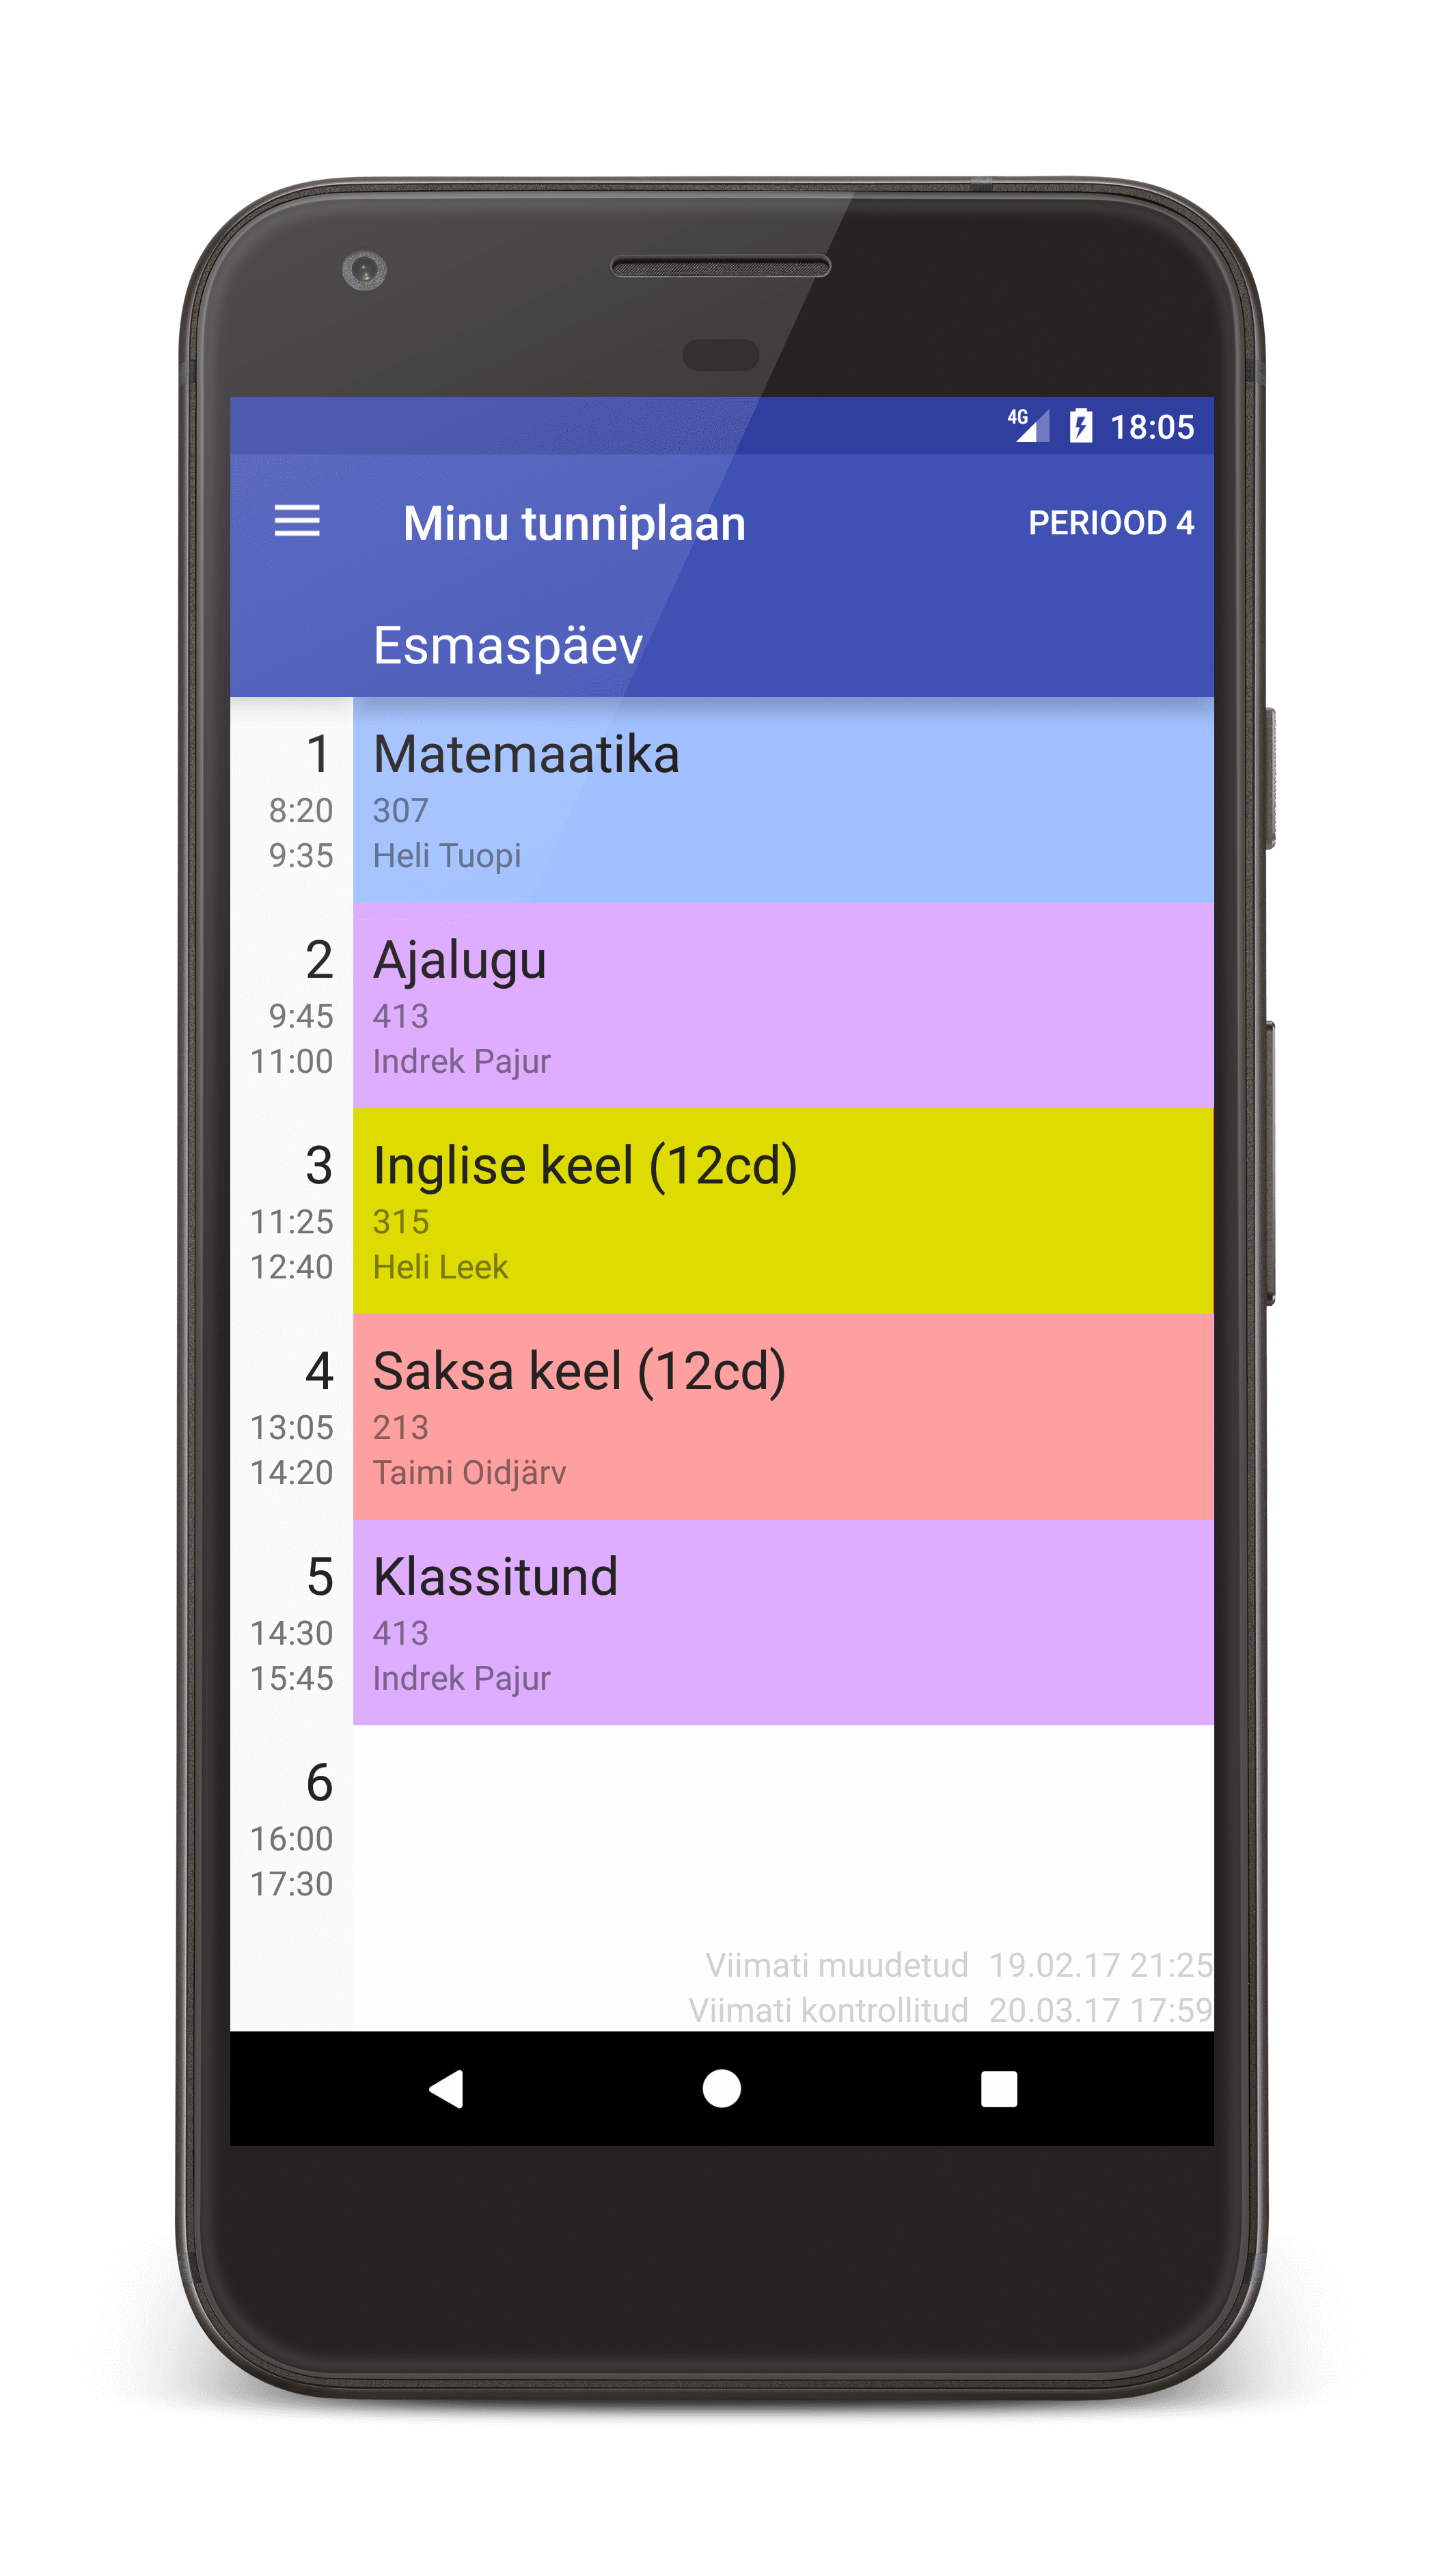 4G 18:05
Minu tunniplaan PERIOOD 4
Esmaspäev
1 Matemaatika
8:20 307
9:35 Heli Tuopi
2 Ajalugu
9:45 413
11:00 Indrek Pajur
3 Inglise keel (12cd)
11:25 315
12:40 Heli Leek
4 Saksa keel (12cd)
13:05 213
14:20 Taimi Oidjärv
5 Klassitund
14:30 413
15:45 Indrek Pajur
6
16:00
17:30
Viimati muudetud 19.02.17 21:25
Viimati kontrollitud 20.03.17 17:59